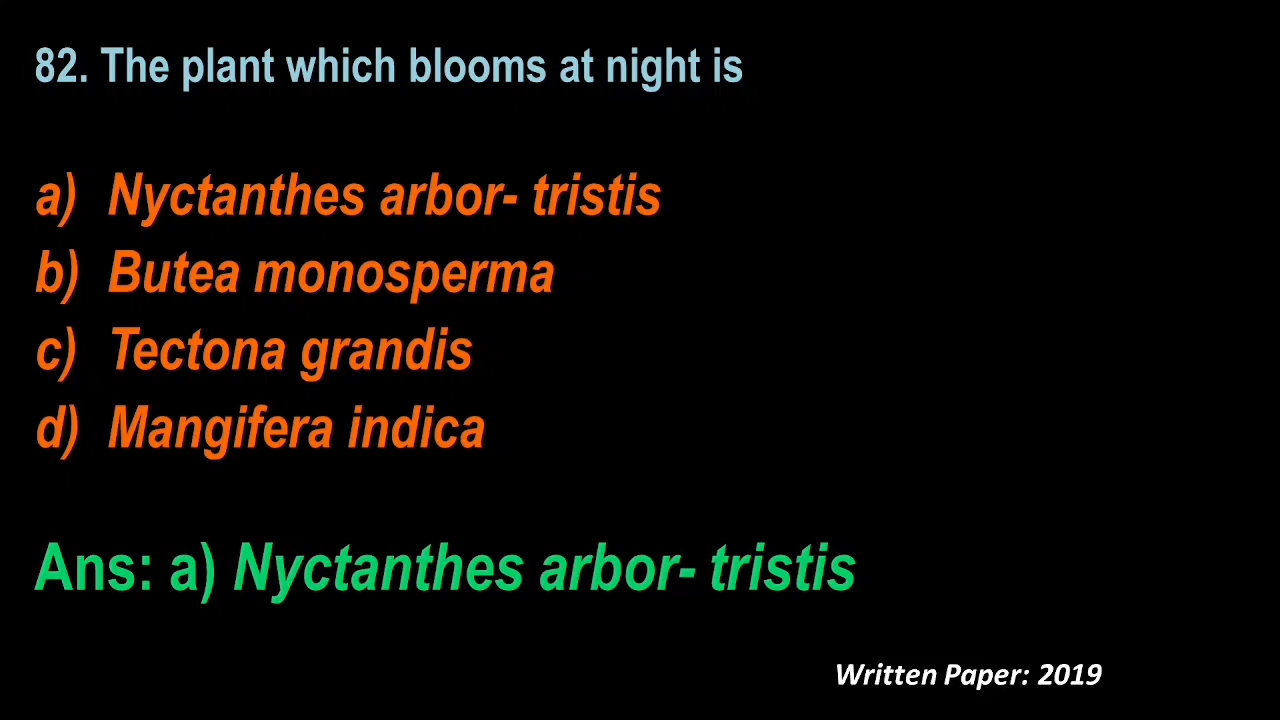 82. The plant which blooms at night is
a) Nyctanthes arbor- tristis
b) Butea monosperma
c) Tectona grandis
d) Mangifera indica
Ans: a) Nyctanthes arbor- tristis
Written Paper: 2019